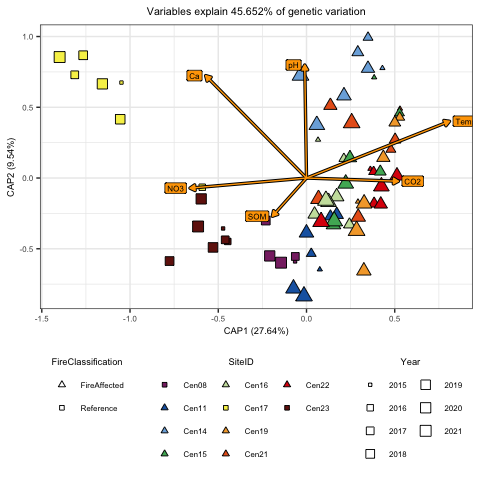 Variables explain 45.652% of genetic variation
CAP2 (9.54%)
1.0
0.5
0.0
-0.5
Ca
pH
Tem
NO3
CO2
SOM
-1.5 -1.0 -0.5 0.0 0.5
CAP1 (27.64%)
FireClassification
FireAffected
Reference
SiteID
Cen08 Cen16 Cen22
Cen11 Cen17 Cen23
Cen14 Cen19
Cen15 Cen21
Year
2015 2019
2016 2020
2017 2021
2018